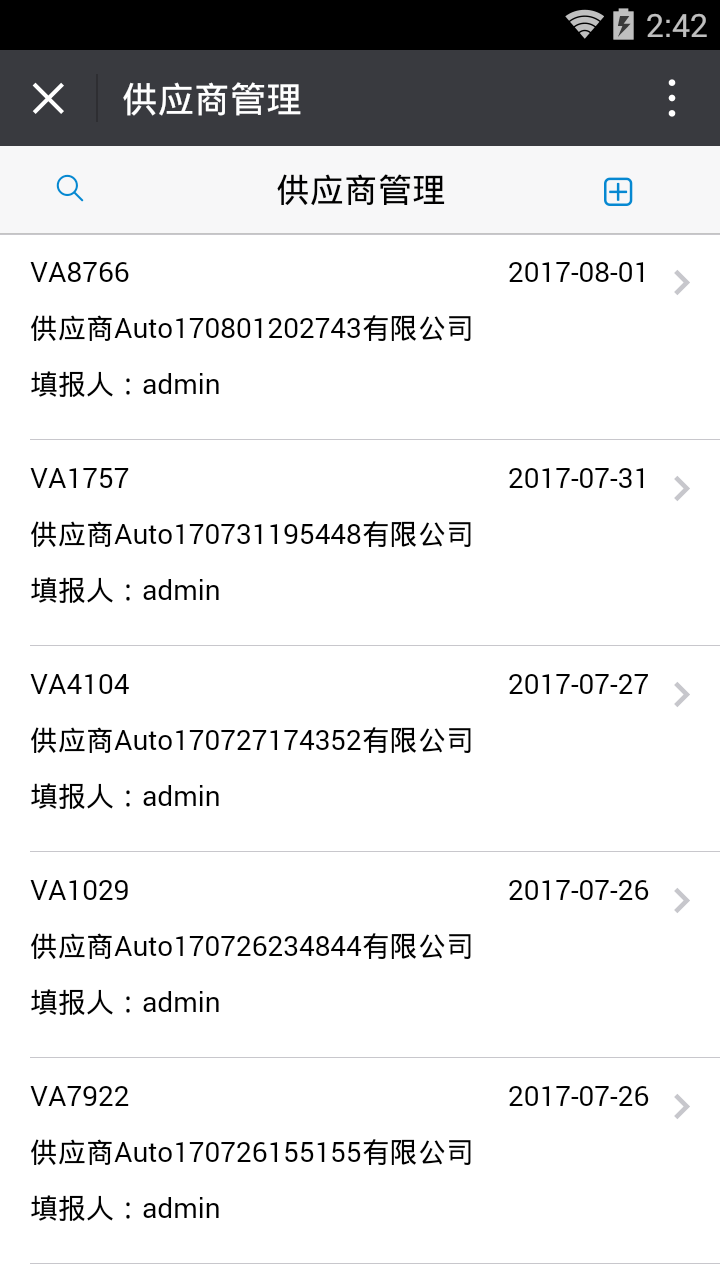 2:42
供应商管理
供应商管理
VA8766 2017-08-01
供应商Auto170801202743有限公司
填报人：admin
VA1757 2017-07-31
供应商Auto170731195448有限公司
填报人：admin
VA4104 2017-07-27
供应商Auto170727174352有限公司
填报人：admin
VA1029 2017-07-26
供应商Auto170726234844有限公司
填报人：admin
VA7922 2017-07-26
供应商Auto170726155155有限公司
填报人：admin